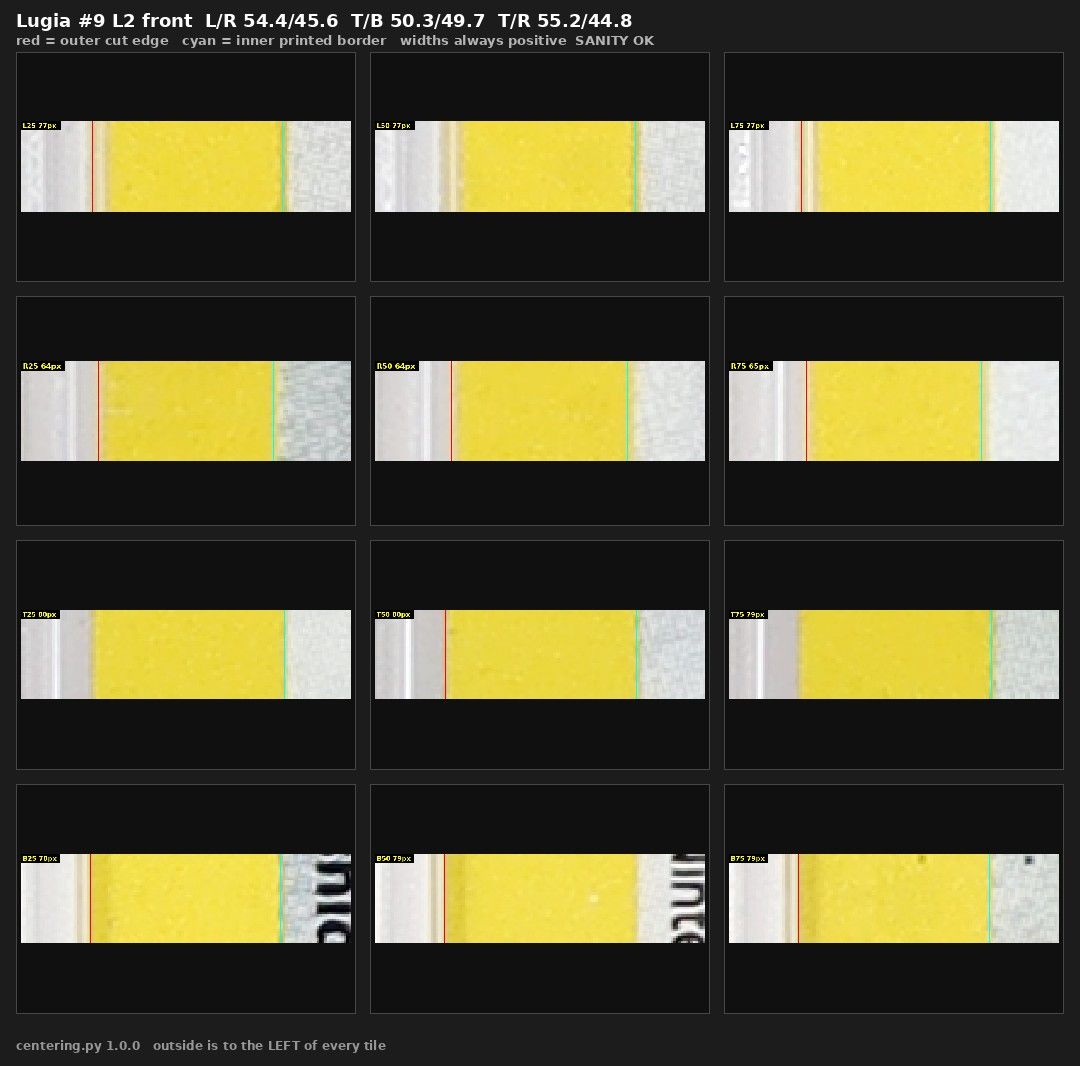 Lugia #9 L2 front  L/R 54.4/45.6  T/B 50.3/49.7  T/R 55.2/44.8
red = outer cut edge   cyan = inner printed border   widths always positive  SANITY OK
L25 77px
L50 77px
L75 77px
R25 64px
R50 64px
R75 65px
T25 80px
T50 80px
T75 79px
B25 78px
B50 79px
B75 79px
centering.py 1.0.0   outside is to the LEFT of every tile